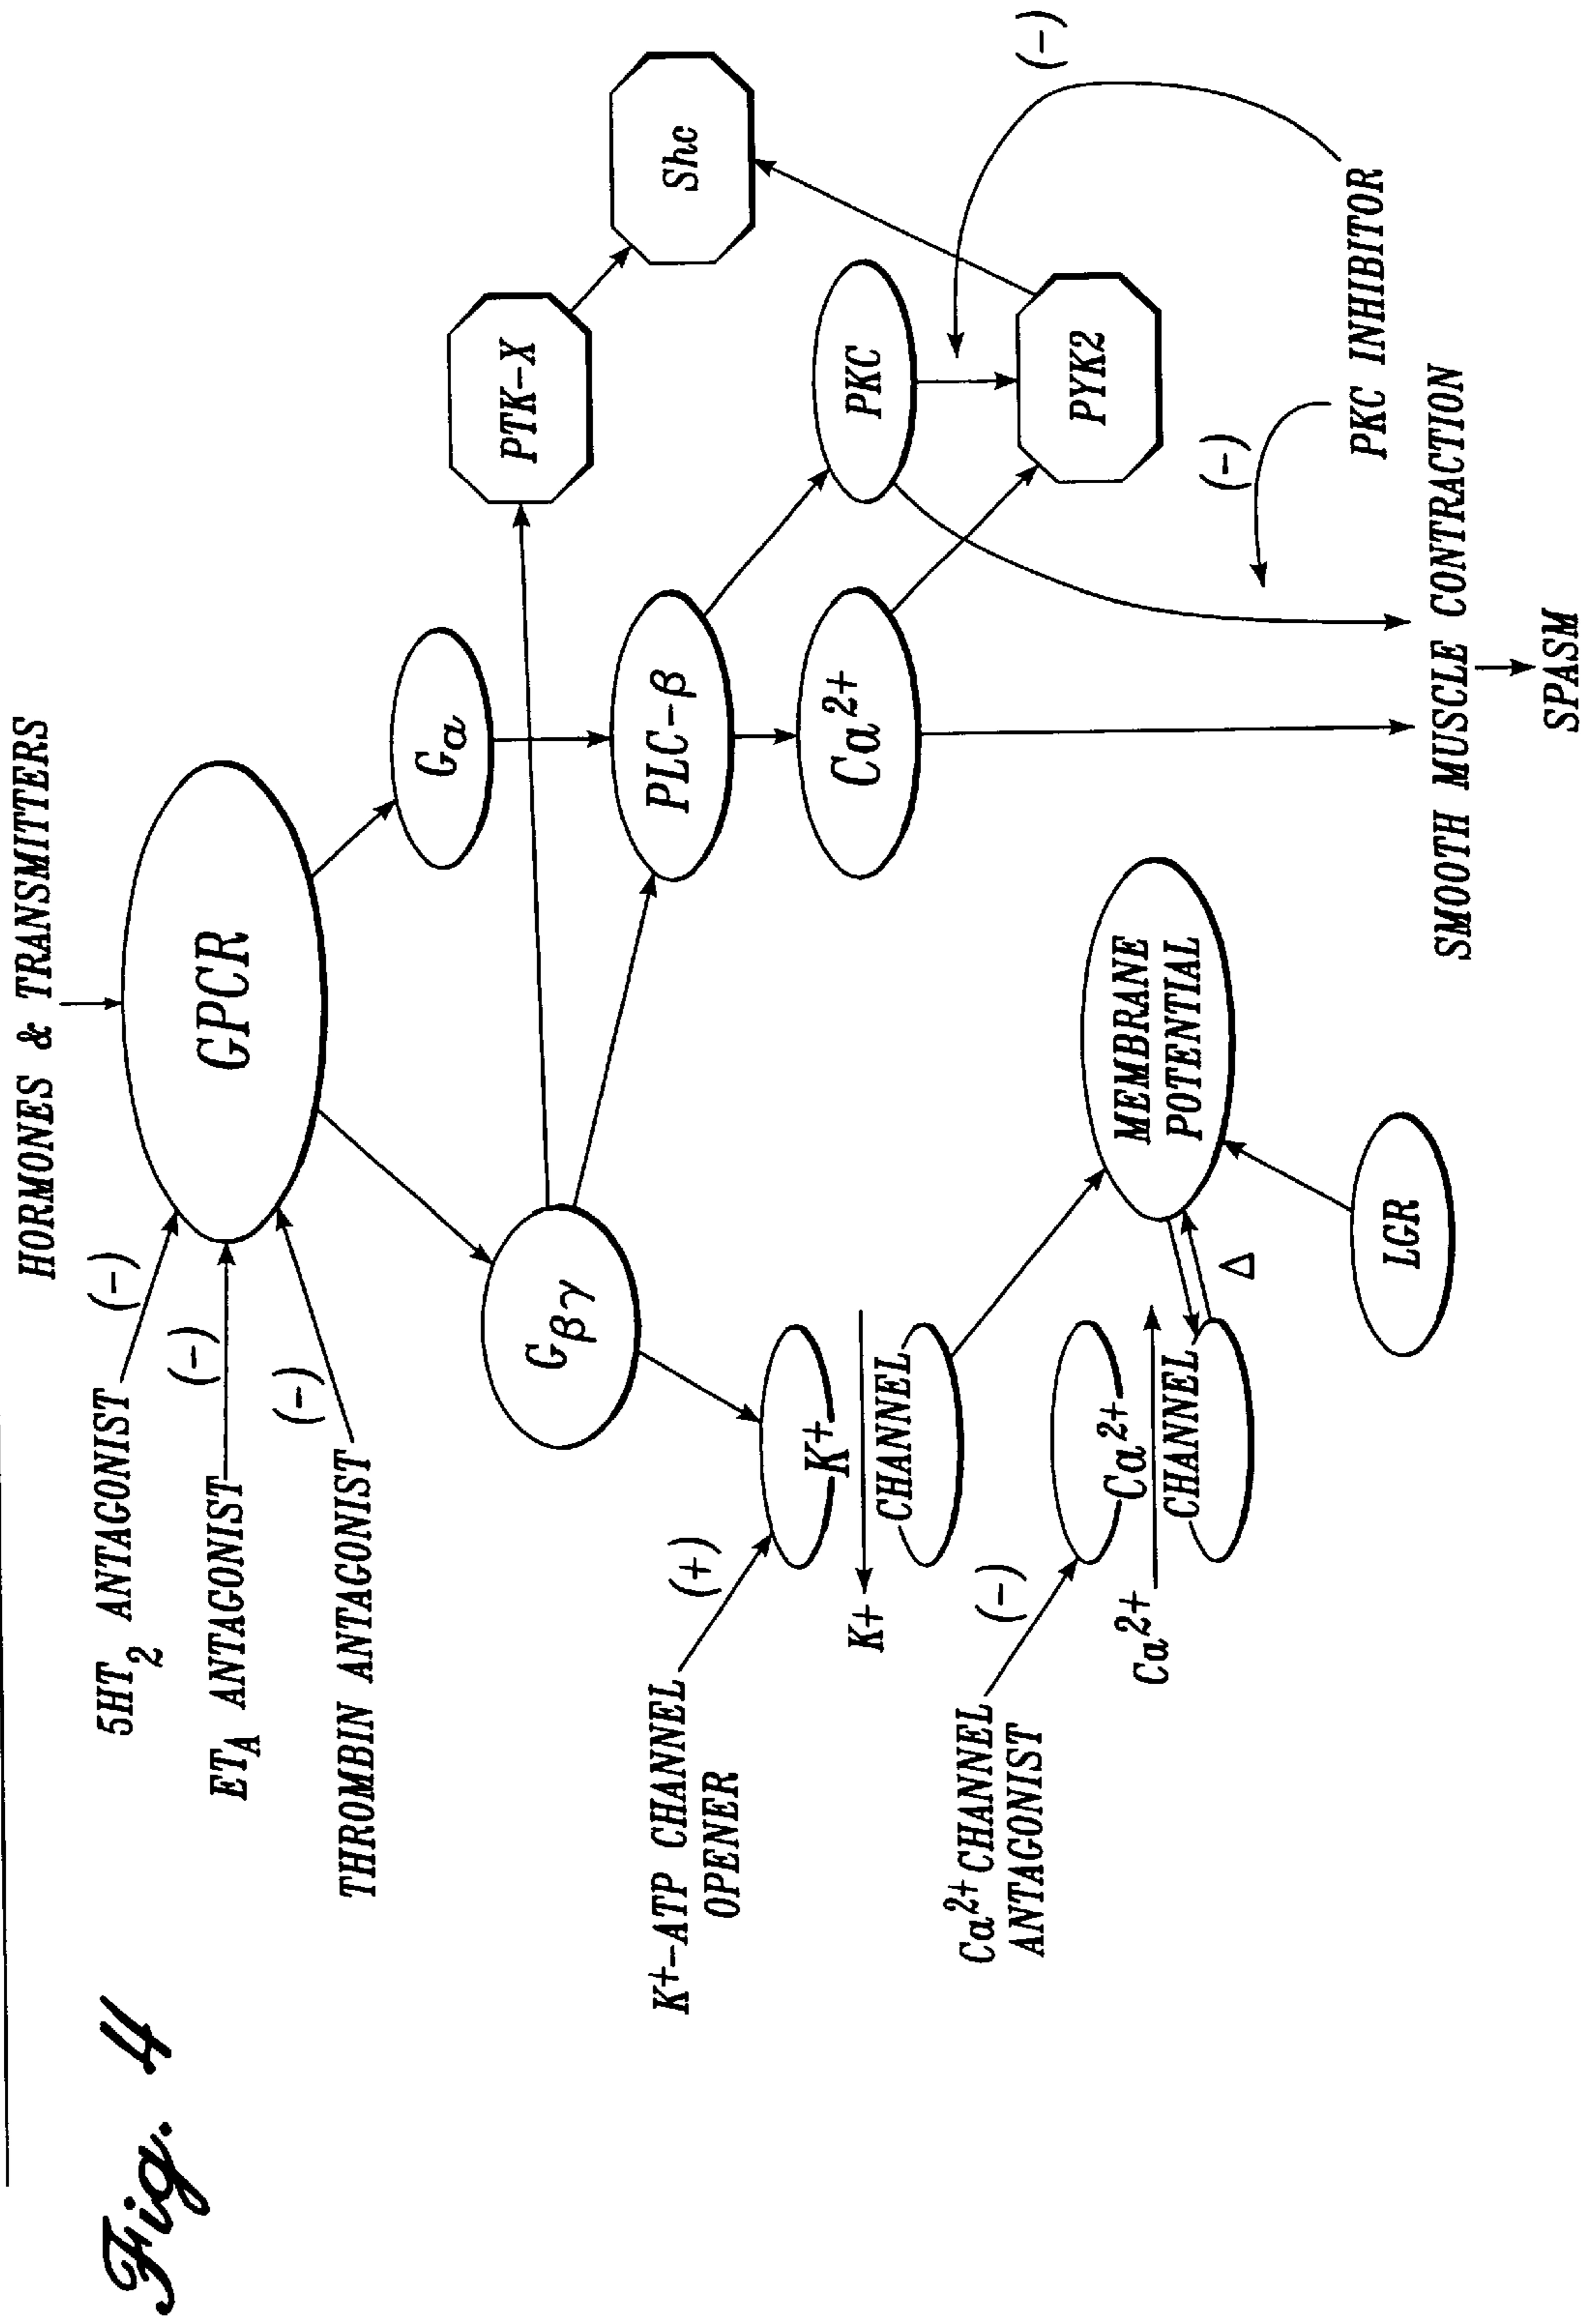 Fig. 4
HORMONES & TRANSMITTERS
5HT2 ANTAGONIST
(-)
ETA ANTAGONIST
(-)
THROMBIN ANTAGONIST
(-)
GPCR
Gα
Gβγ
PTK-X
Shc
PLC-β
PKC
Ca2+
PYK2
K+-ATP CHANNEL
OPENER
(+)
K+
CHANNEL
K+
Ca2+ CHANNEL
ANTAGONIST
(-)
Ca2+
CHANNEL
Ca2+
Δ
MEMBRANE
POTENTIAL
LGR
(-)
(-)
PKC INHIBITOR
SMOOTH MUSCLE CONTRACTION
SPASM